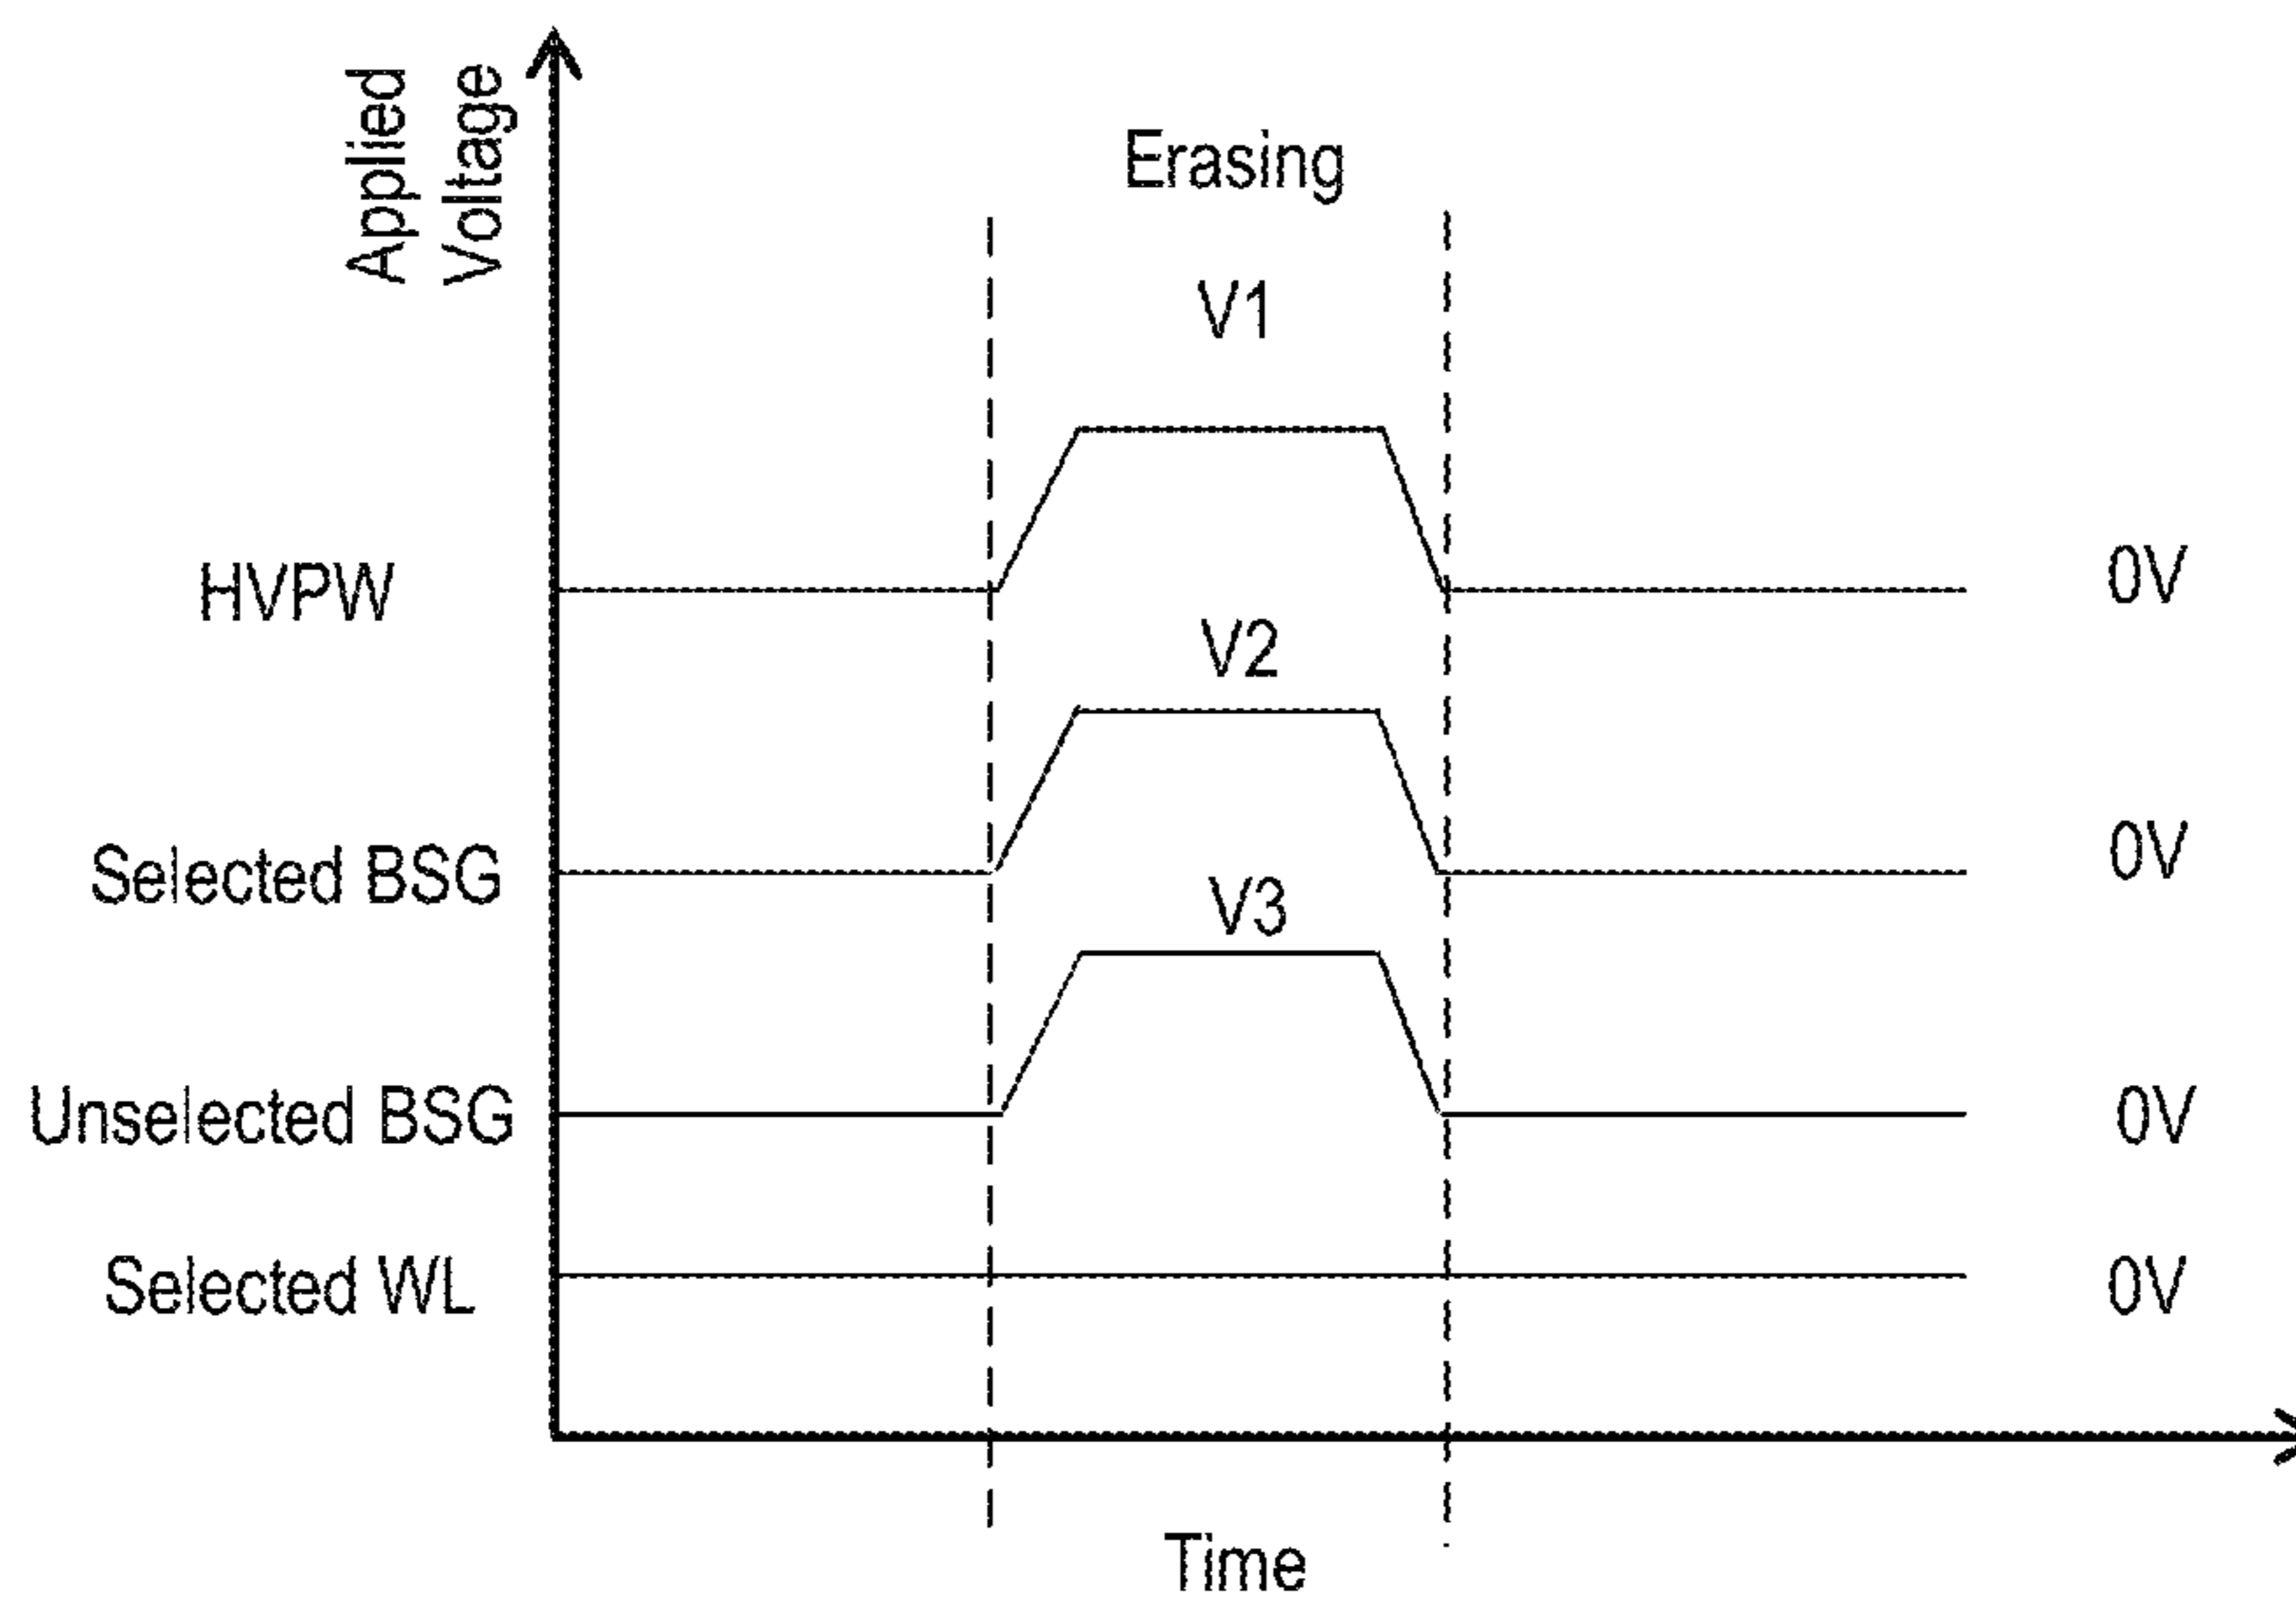 Applied
Voltage
Erasing
V1
HVPW
0V
V2
Selected BSG
0V
V3
Unselected BSG
0V
Selected WL
0V
Time